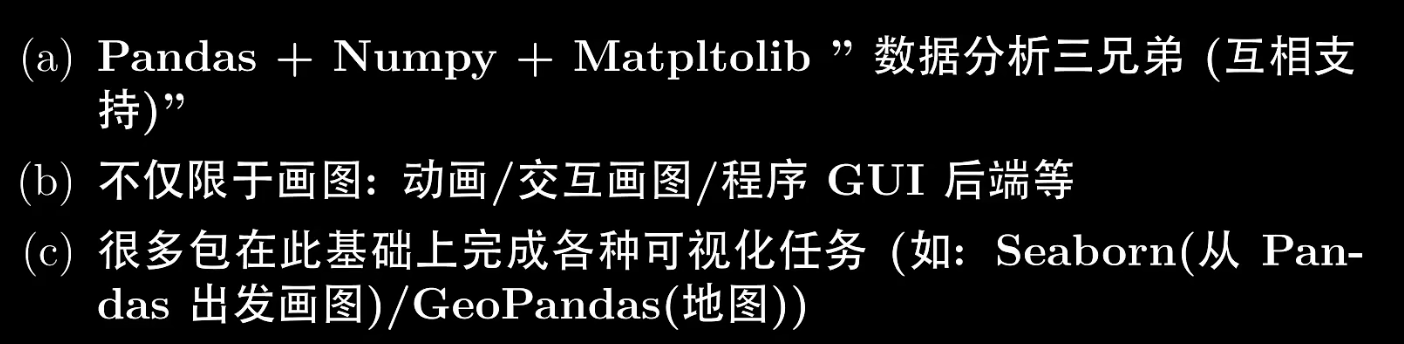 (a) Pandas + Numpy + Matpltolib ” 数据分析三兄弟 (互相支
持)”
(b) 不仅限于画图: 动画/交互画图/程序 GUI 后端等
(c) 很多包在此基础上完成各种可视化任务 (如: Seaborn(从 Pan-
das 出发画图)/GeoPandas(地图))